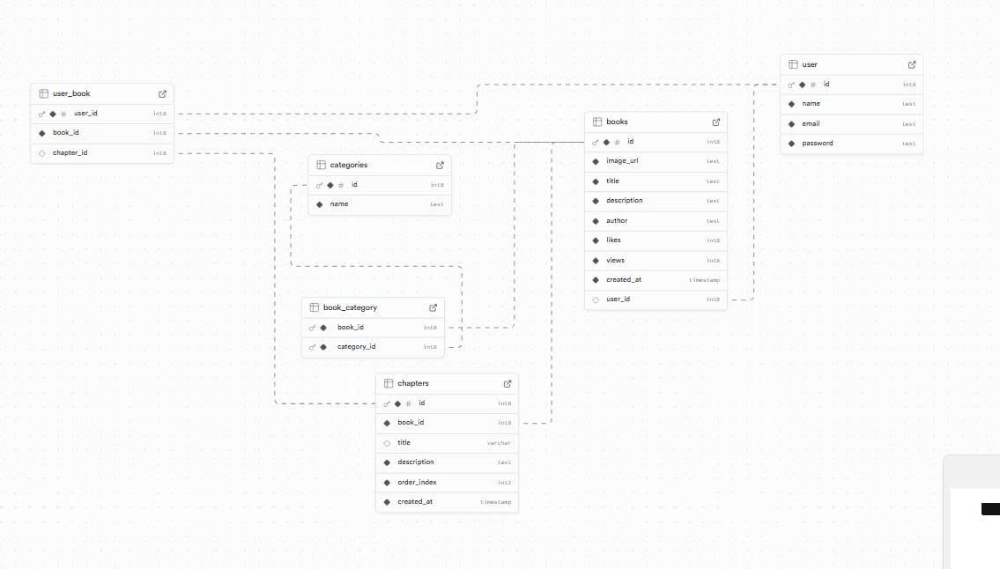 user_book
user_id int8
book_id int8
chapter_id int8
categories
# id int8
name text
book_category
book_id int8
category_id int8
chapters
# id int8
book_id int8
title varchar
description text
order_index int2
created_at timestamp
books
# id int8
image_url text
title text
description text
author text
likes int8
views int8
created_at timestamp
user_id int8
user
# id int8
name text
email text
password text